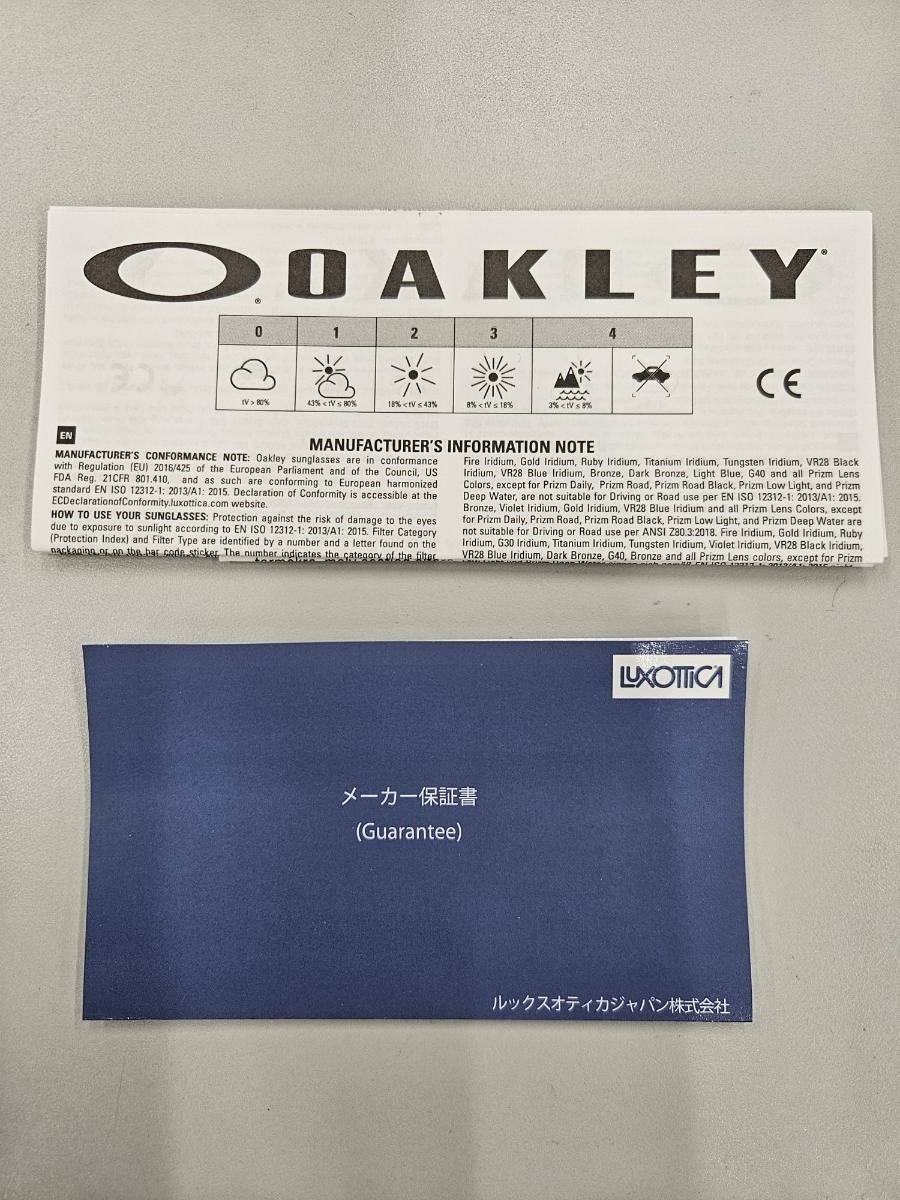 OAKLEY®
0 1 2 3 4
tV > 80% 43% < tV ≤ 80% 18% < tV ≤ 43% 8% < tV ≤ 18% 3% < tV ≤ 8%
CE
EN
MANUFACTURER'S INFORMATION NOTE
MANUFACTURER'S CONFORMANCE NOTE: Oakley sunglasses are in conformance
with Regulation (EU) 2016/425 of the European Parliament and of the Council, US
FDA Reg. 21CFR 801.410, and as such are conforming to European harmonized
standard EN ISO 12312-1: 2013/A1: 2015. Declaration of Conformity is accessible at the
ECDeclarationofConformity.luxottica.com website.
HOW TO USE YOUR SUNGLASSES: Protection against the risk of damage to the eyes
due to exposure to sunlight according to EN ISO 12312-1: 2013/A1: 2015. Filter Category
(Protection Index) and Filter Type are identified by a number and a letter found on the
packaging or on the bar code sticker. The number indicates the category of the filter
Fire Iridium, Gold Iridium, Ruby Iridium, Titanium Iridium, Tungsten Iridium, VR28 Black
Iridium, VR28 Blue Iridium, Bronze, Dark Bronze, Light Blue, G40 and all Prizm Lens
Colors, except for Prizm Daily, Prizm Road, Prizm Road Black, Prizm Low Light, and Prizm
Deep Water, are not suitable for Driving or Road use per EN ISO 12312-1: 2013/A1: 2015.
Bronze, Violet Iridium, Gold Iridium, VR28 Blue Iridium and all Prizm Lens Colors, except
for Prizm Daily, Prizm Road, Prizm Road Black, Prizm Low Light, and Prizm Deep Water are
not suitable for Driving or Road use per ANSI Z80.3:2018. Fire Iridium, Gold Iridium, Ruby
Iridium, G30 Iridium, Titanium Iridium, Tungsten Iridium, Violet Iridium, VR28 Black Iridium,
VR28 Blue Iridium, Dark Bronze, G40, Bronze and all Prizm Lens colors, except for Prizm
LUXOTTICA
メーカー保証書
(Guarantee)
ルックスオティカジャパン株式会社